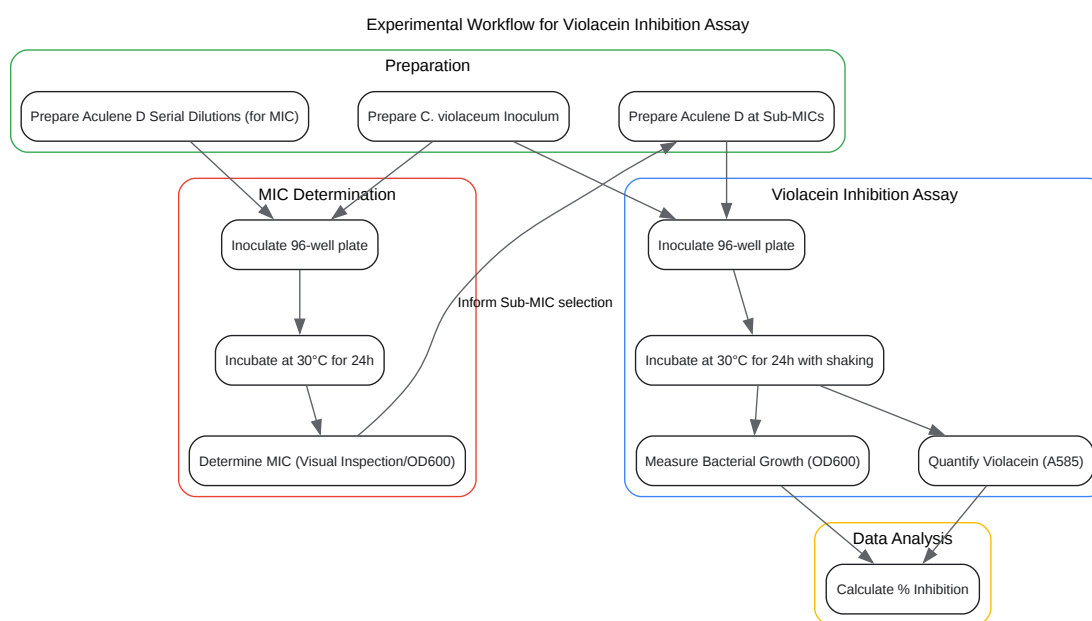 Experimental Workflow for Violacein Inhibition Assay
Preparation
Prepare Aculene D Serial Dilutions (for MIC)
Prepare C. violaceum Inoculum
Prepare Aculene D at Sub-MICs
MIC Determination
Violacein Inhibition Assay
Inoculate 96-well plate
Inoculate 96-well plate
Inform Sub-MIC selection
Incubate at 30°C for 24h
Incubate at 30°C for 24h with shaking
Determine MIC (Visual Inspection/OD600)
Measure Bacterial Growth (OD600)
Quantify Violacein (A585)
Data Analysis
Calculate % Inhibition